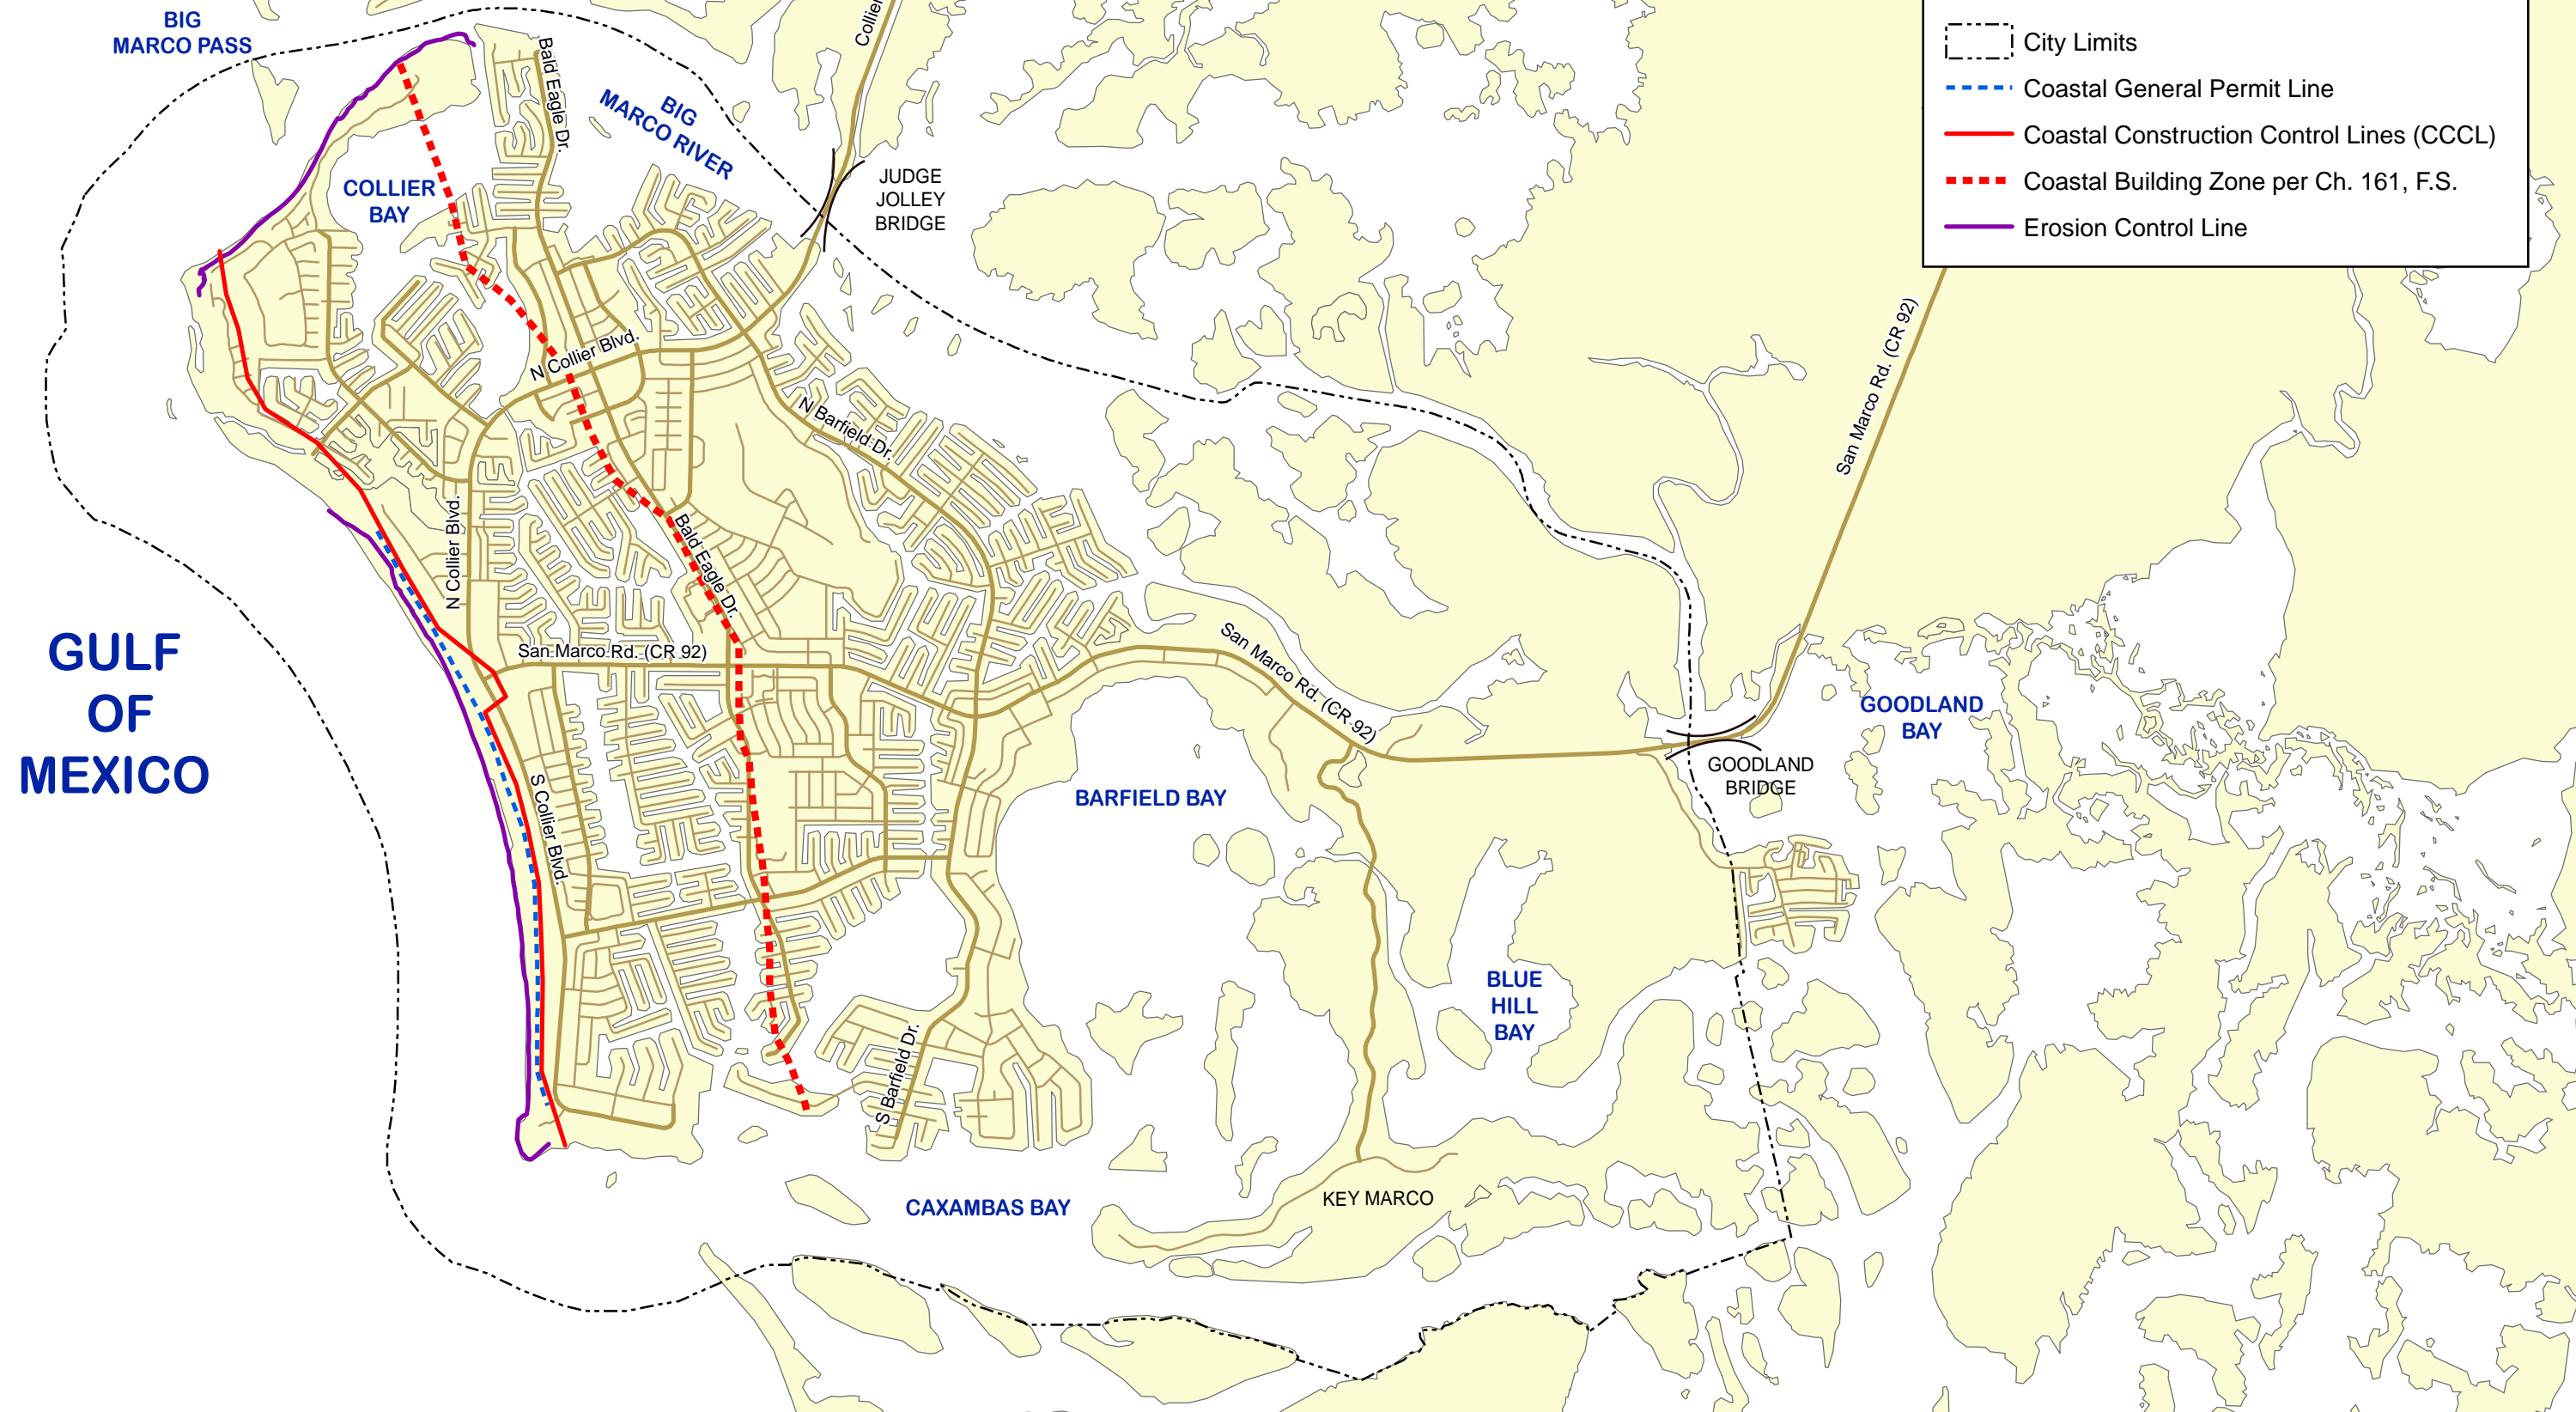 BIG
MARCO PASS
Collier
Bald Eagle Dr.
BIG
MARCO RIVER
COLLIER
BAY
JUDGE
JOLLEY
BRIDGE
City Limits
Coastal General Permit Line
Coastal Construction Control Lines (CCCL)
Coastal Building Zone per Ch. 161, F.S.
Erosion Control Line
San Marco Rd. (CR 92)
N Collier Blvd.
N Barfield Dr.
N Collier Blvd.
Bald Eagle Dr.
San Marco Rd. (CR 92)
San Marco Rd. (CR 92)
GULF
OF
MEXICO
GOODLAND
BAY
GOODLAND
BRIDGE
S Collier Blvd.
BARFIELD BAY
BLUE
HILL
BAY
S Barfield Dr.
KEY MARCO
CAXAMBAS BAY